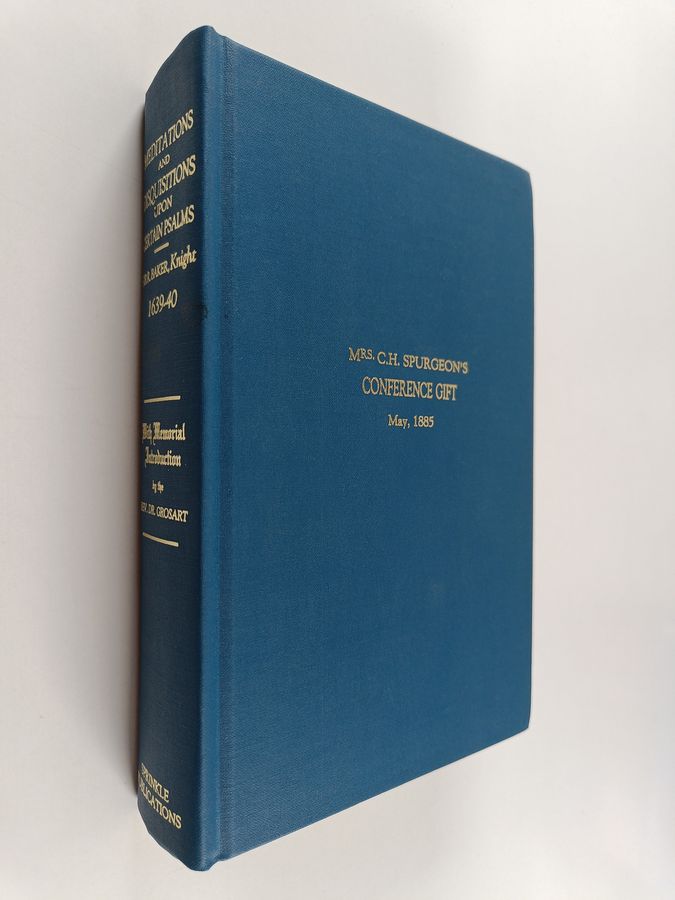 MEDITATIONS
AND
DISQUISITIONS
UPON
CERTAIN PSALMS
SIR R. BAKER, Knight
1639-40
With Memorial
Introduction
by the
REV. DR. GROSART
SPRINKLE
PUBLICATIONS
MRS. C.H. SPURGEON'S
CONFERENCE GIFT
May, 1885